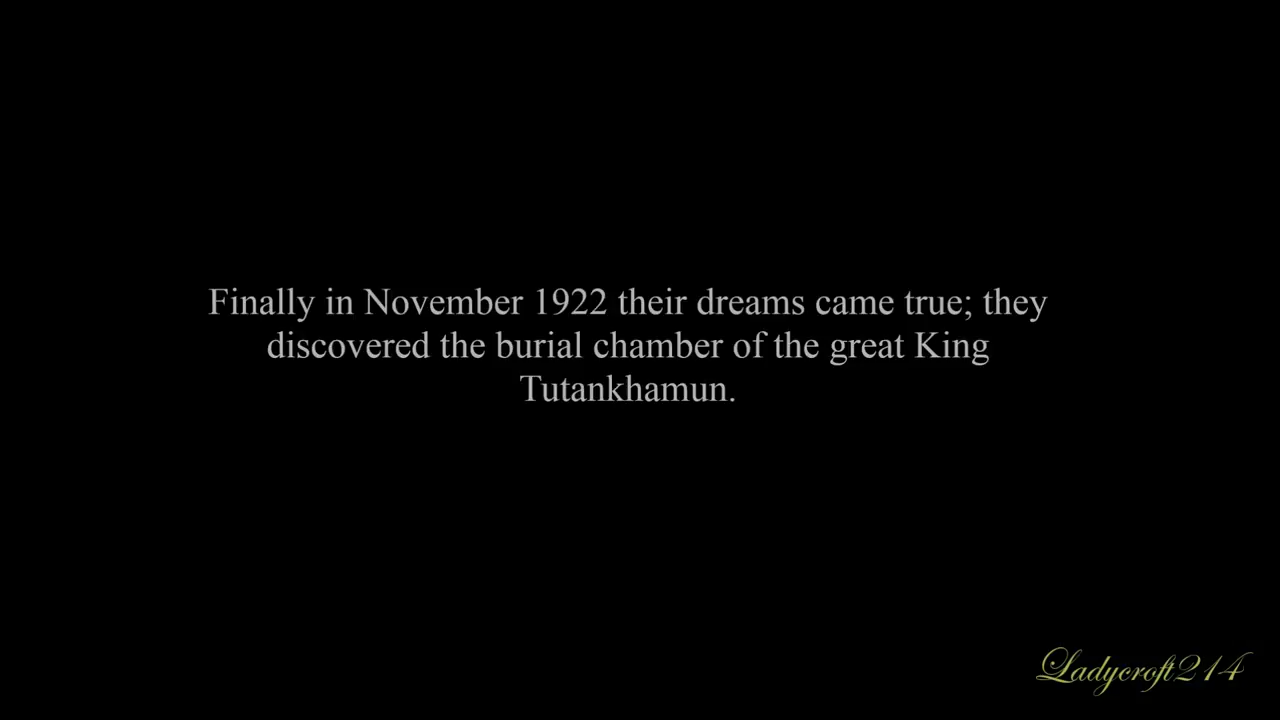 Finally in November 1922 their dreams came true; they
discovered the burial chamber of the great King
Tutankhamun.
Ladycroft214